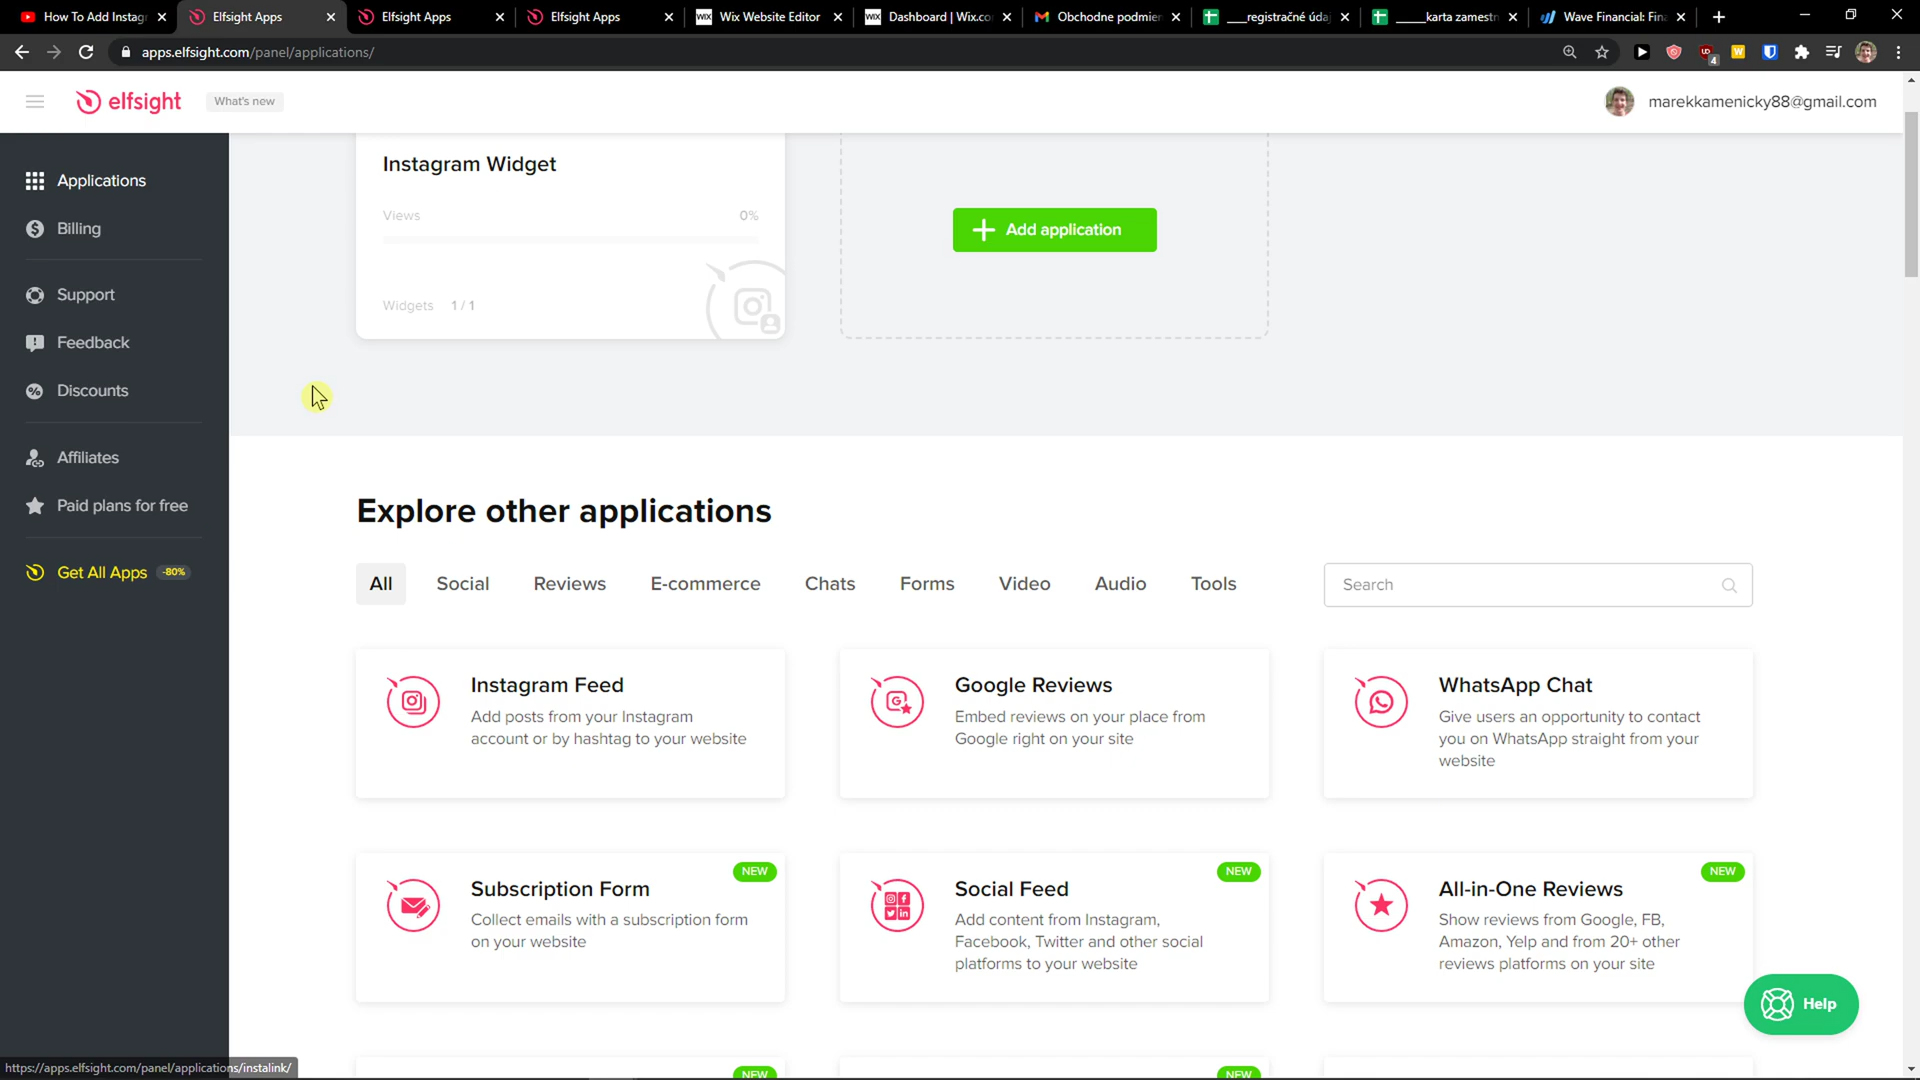 How To Add Instagr
Elfsight Apps
Elfsight Apps
Elfsight Apps
Wix Website Editor
Dashboard | Wix.co
Obchodne podmier
___registračné úda
_____karta zamestn
Wave Financial: Fin
apps.elfsight.com/panel/applications/
4
elfsight
What's new
marekkamenicky88@gmail.com
Applications
Billing
Support
Feedback
Discounts
Affiliates
Paid plans for free
Get All Apps -80%
Instagram Widget
Views 0%
Widgets 1 / 1
Add application
Explore other applications
All Social Reviews E-commerce Chats Forms Video Audio Tools
Search
Instagram Feed
Add posts from your Instagram
account or by hashtag to your website
Google Reviews
Embed reviews on your place from
Google right on your site
WhatsApp Chat
Give users an opportunity to contact
you on WhatsApp straight from your
website
NEW
Subscription Form
Collect emails with a subscription form
on your website
NEW
Social Feed
Add content from Instagram,
Facebook, Twitter and other social
platforms to your website
NEW
All-in-One Reviews
Show reviews from Google, FB,
Amazon, Yelp and from 20+ other
reviews platforms on your site
Help
NEW
NEW
https://apps.elfsight.com/panel/applications/instalink/